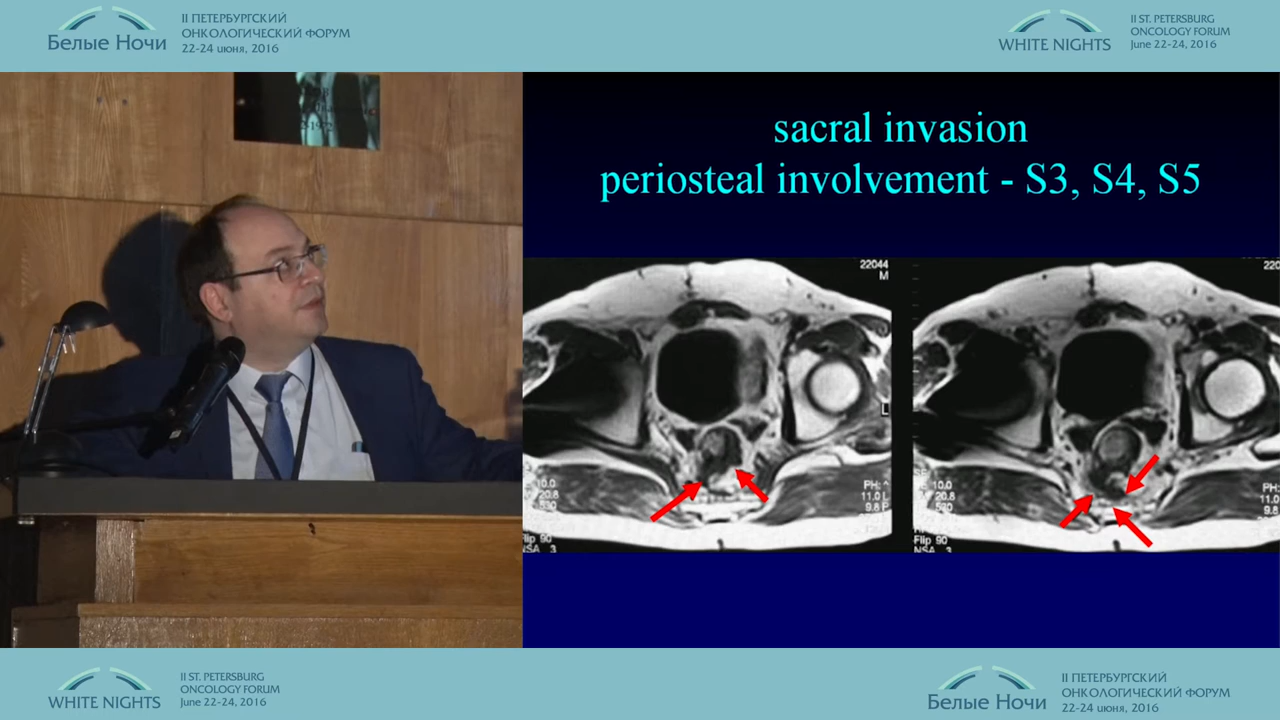 Белые Ночи
II ПЕТЕРБУРГСКИЙ
ОНКОЛОГИЧЕСКИЙ ФОРУМ
22-24 июня, 2016
WHITE NIGHTS
II ST. PETERSBURG
ONCOLOGY FORUM
June 22-24, 2016
sacral invasion
periosteal involvement - S3, S4, S5
22044
M
220
L
10.0
20.8
PH:
11.0 L
9.8 P
Flip 90
NSA 3
10.0
20.8
PH:
11.0
9.8
Flip 90
NSA 3
WHITE NIGHTS
II ST. PETERSBURG
ONCOLOGY FORUM
June 22-24, 2016
Белые Ночи
II ПЕТЕРБУРГСКИЙ
ОНКОЛОГИЧЕСКИЙ ФОРУМ
22-24 июня, 2016